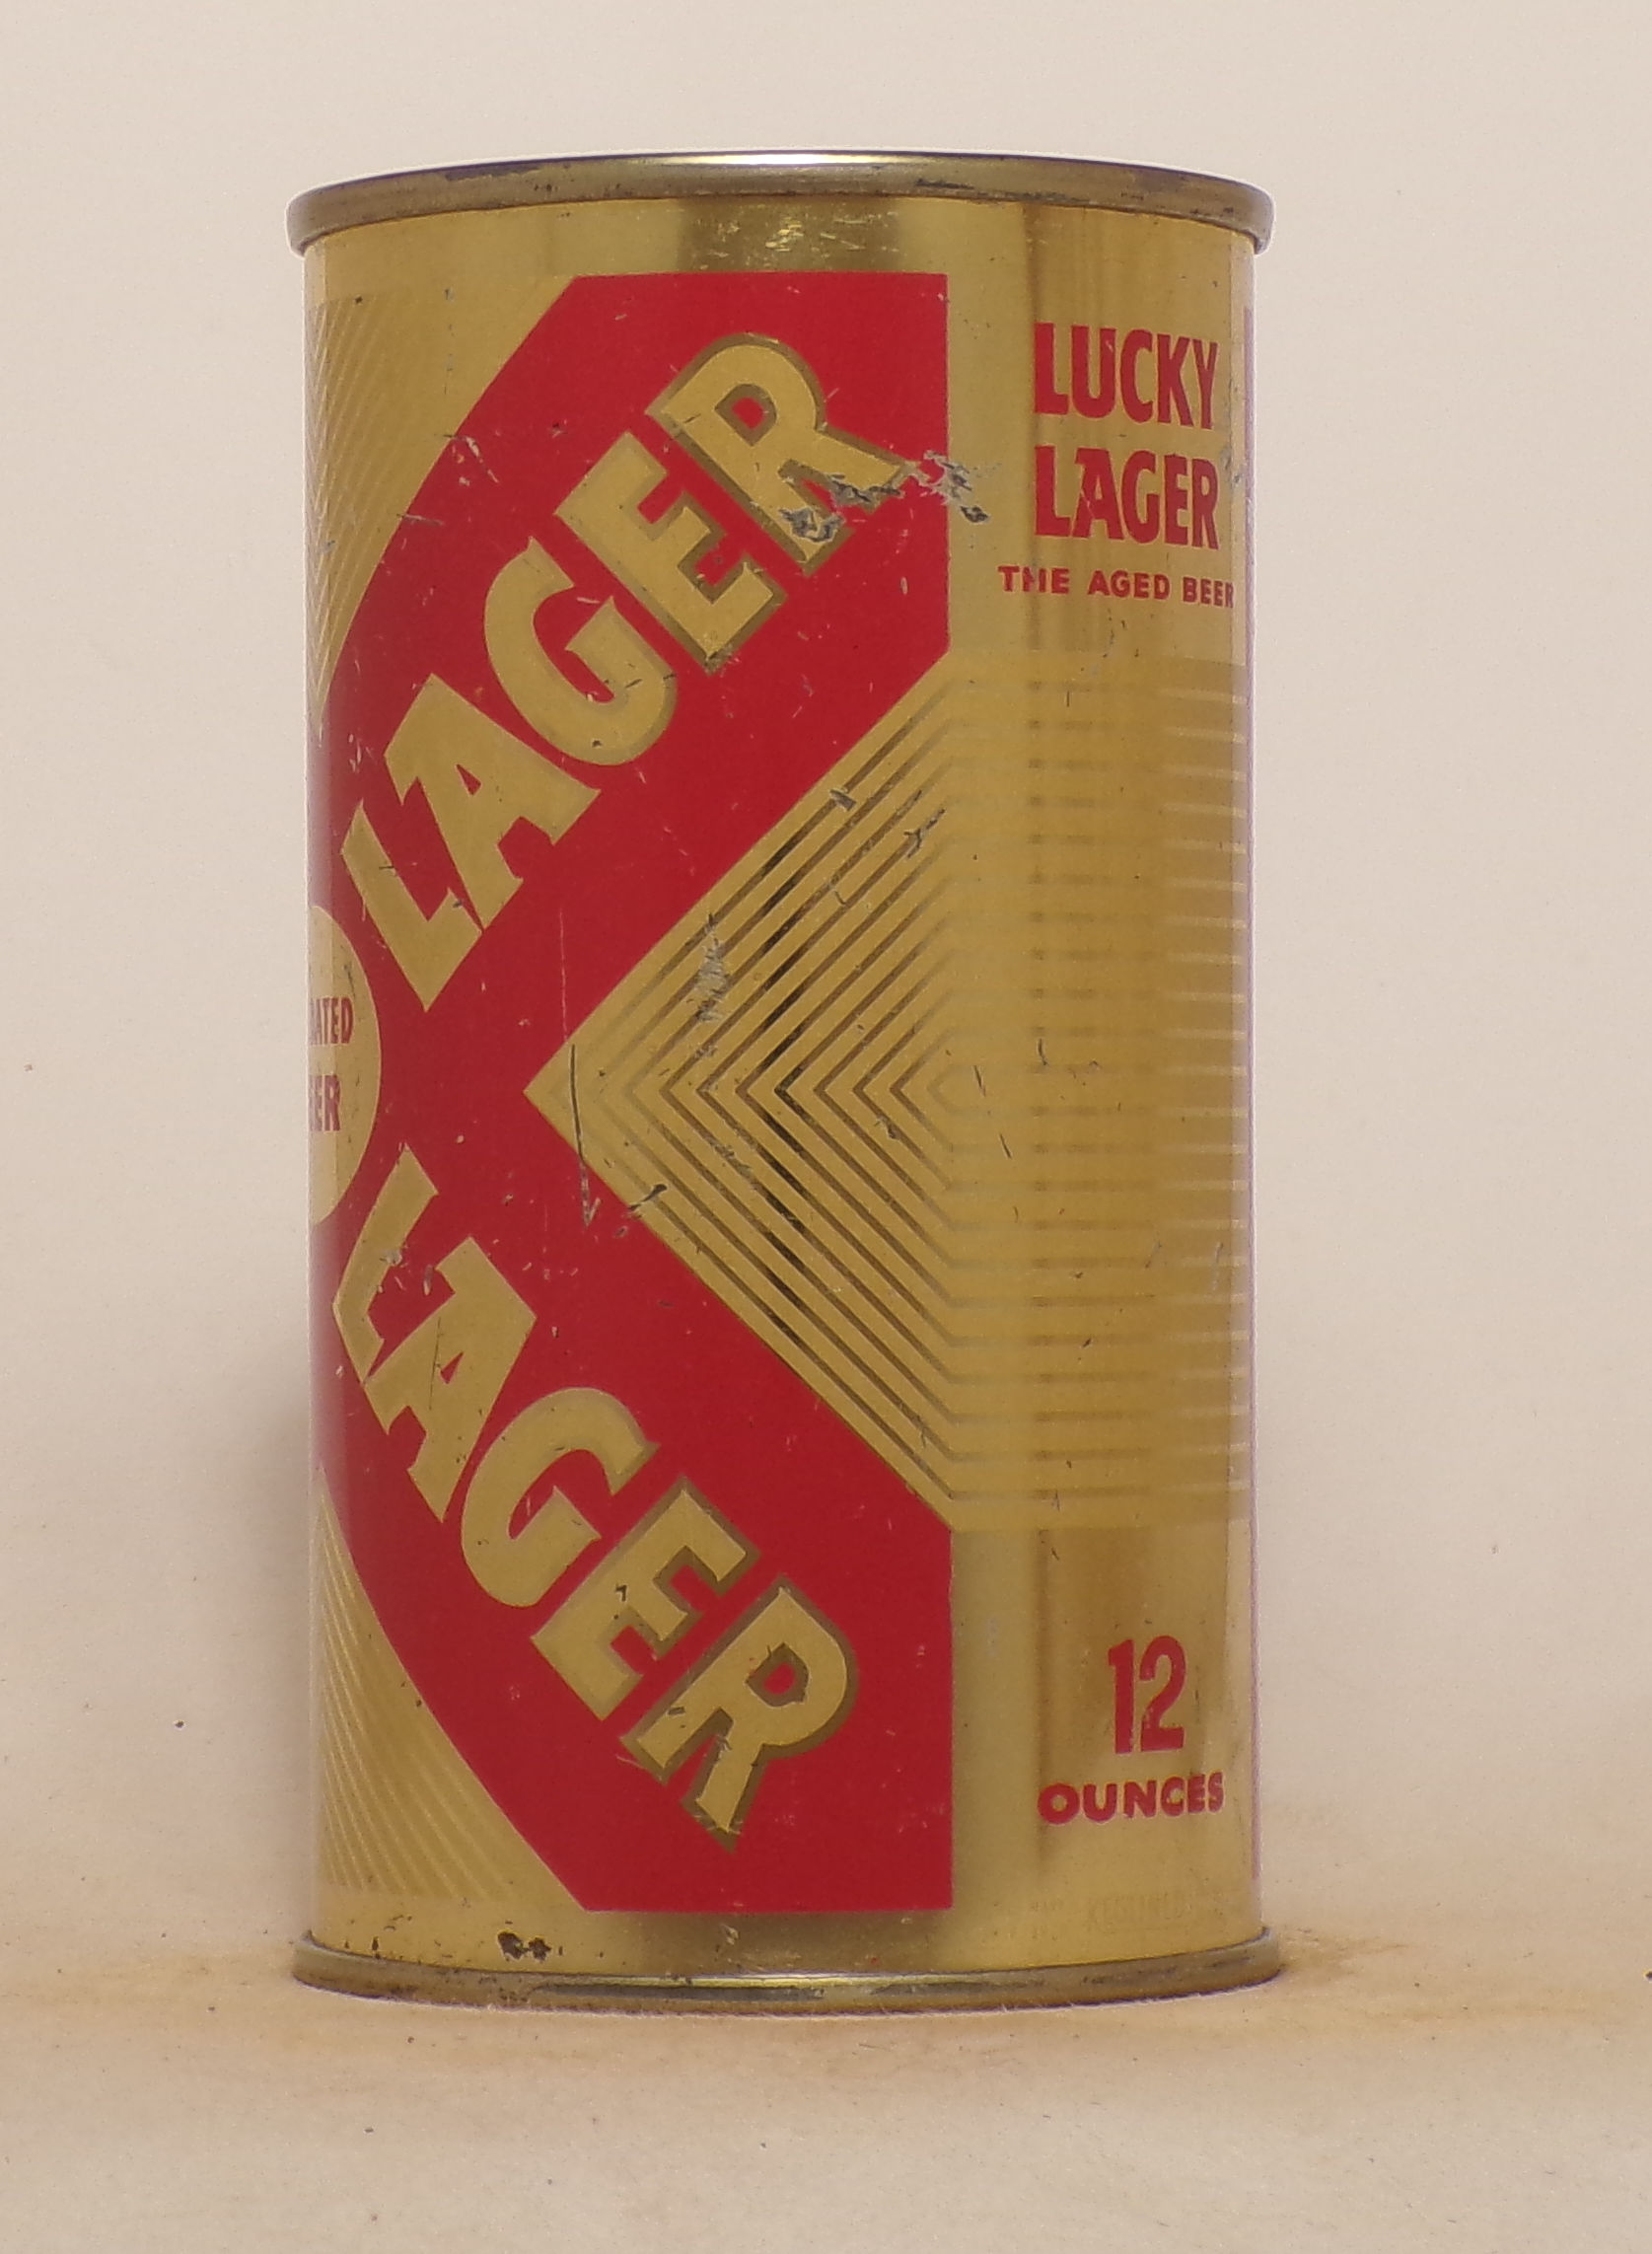 LAGER
LUCKY
LAGER
THE AGED BEER
LAGER
12
OUNCES